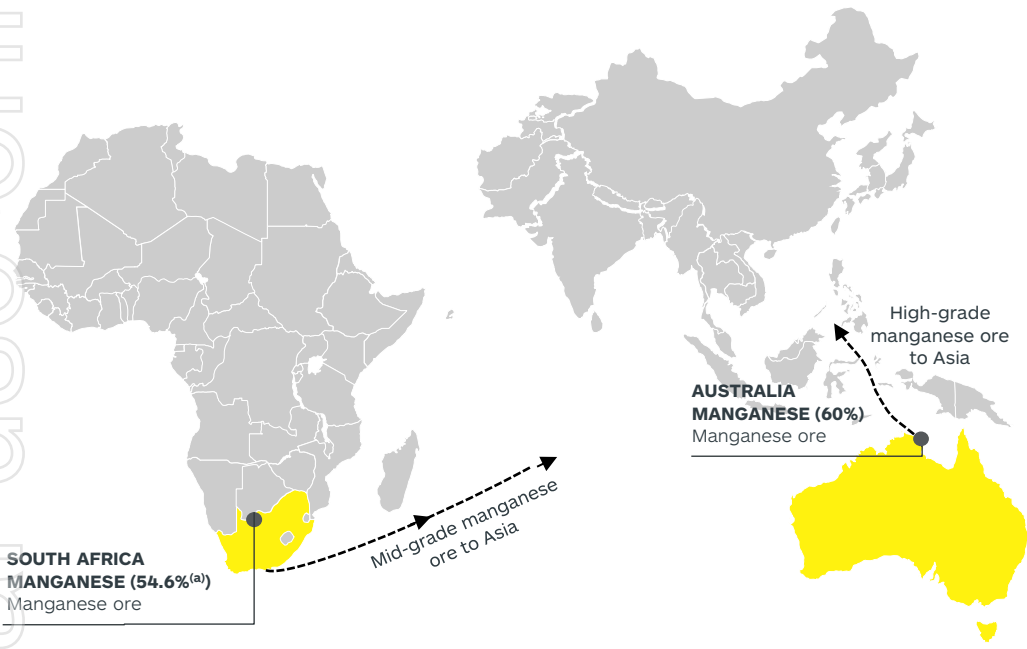 High-grade
manganese ore
to Asia
AUSTRALIA
MANGANESE (60%)
Manganese ore
Mid-grade manganese
ore to Asia
SOUTH AFRICA
MANGANESE (54.6%(a))
Manganese ore